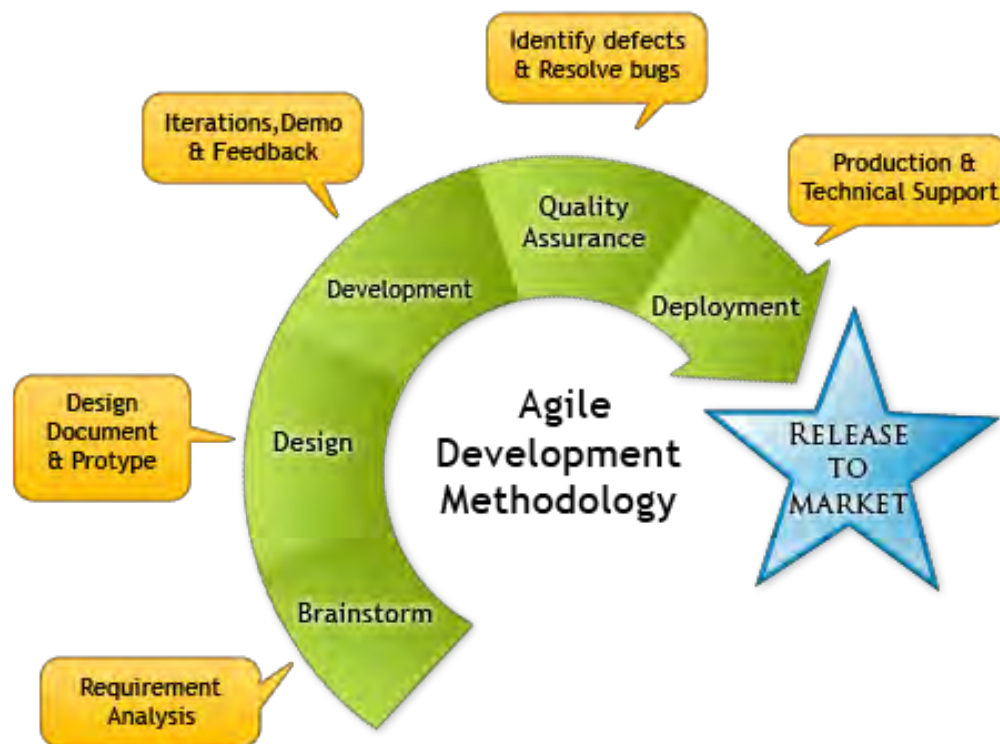 Identify defects
& Resolve bugs
Iterations,Demo
& Feedback
Production &
Technical Support
Quality
Assurance
Development
Deployment
Design
Document
& Protype
Design
Agile
Development
Methodology
RELEASE
TO
MARKET
Brainstorm
Requirement
Analysis